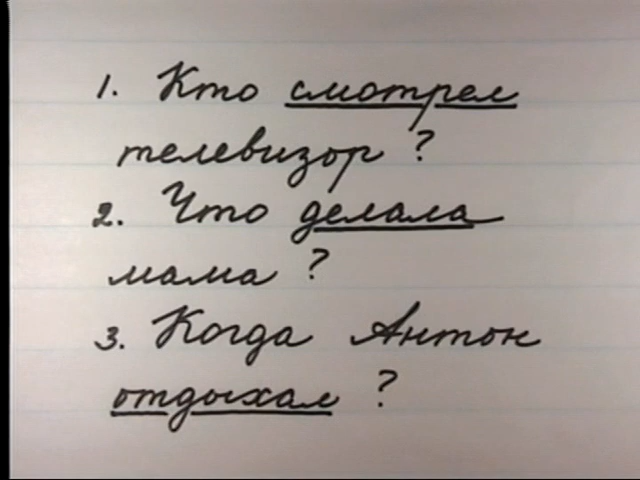 1. Кто смотрел
телевизор ?
2. Что делала
мама ?
3. Когда Антон
отдыхал ?